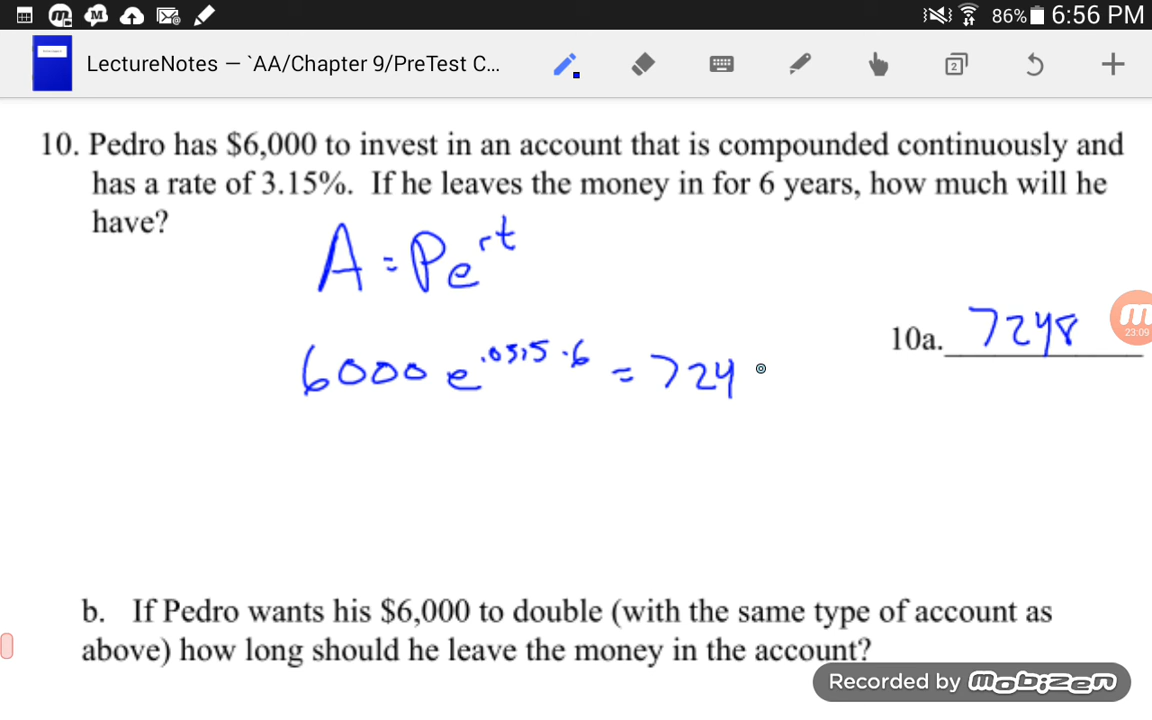 86% 6:56 PM
LectureNotes — `AA/Chapter 9/PreTest C...
2
10. Pedro has $6,000 to invest in an account that is compounded continuously and
has a rate of 3.15%. If he leaves the money in for 6 years, how much will he
have?
A = Pe^rt
10a. 7248
23:09
6000 e^.0315 · 6 = 724
b. If Pedro wants his $6,000 to double (with the same type of account as
above) how long should he leave the money in the account?
Recorded by mobizen